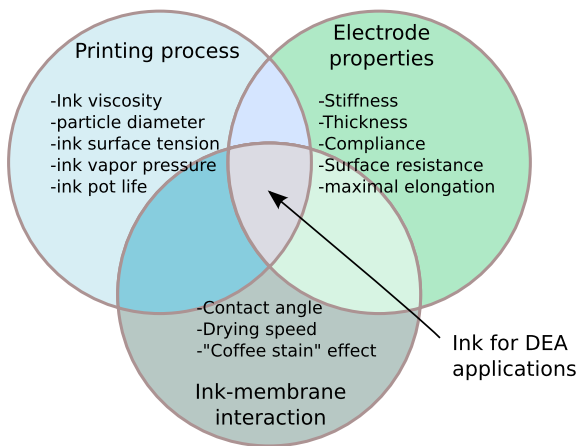 Printing process
-Ink viscosity
-particle diameter
-ink surface tension
-ink vapor pressure
-ink pot life
Electrode
properties
-Stiffness
-Thickness
-Compliance
-Surface resistance
-maximal elongation
-Contact angle
-Drying speed
-"Coffee stain" effect
Ink-membrane
interaction
Ink for DEA
applications